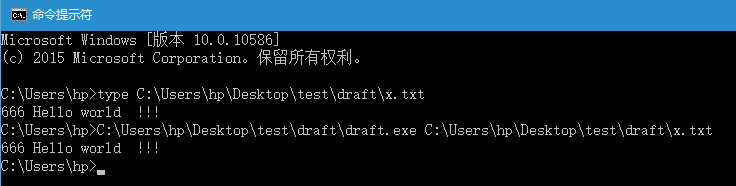 命令提示符
Microsoft Windows [版本 10.0.10586]
(c) 2015 Microsoft Corporation。保留所有权利。
C:\Users\hp>type C:\Users\hp\Desktop\test\draft\x.txt
666 Hello world  !!!
C:\Users\hp>C:\Users\hp\Desktop\test\draft\draft.exe C:\Users\hp\Desktop\test\draft\x.txt
666 Hello world  !!!
C:\Users\hp>